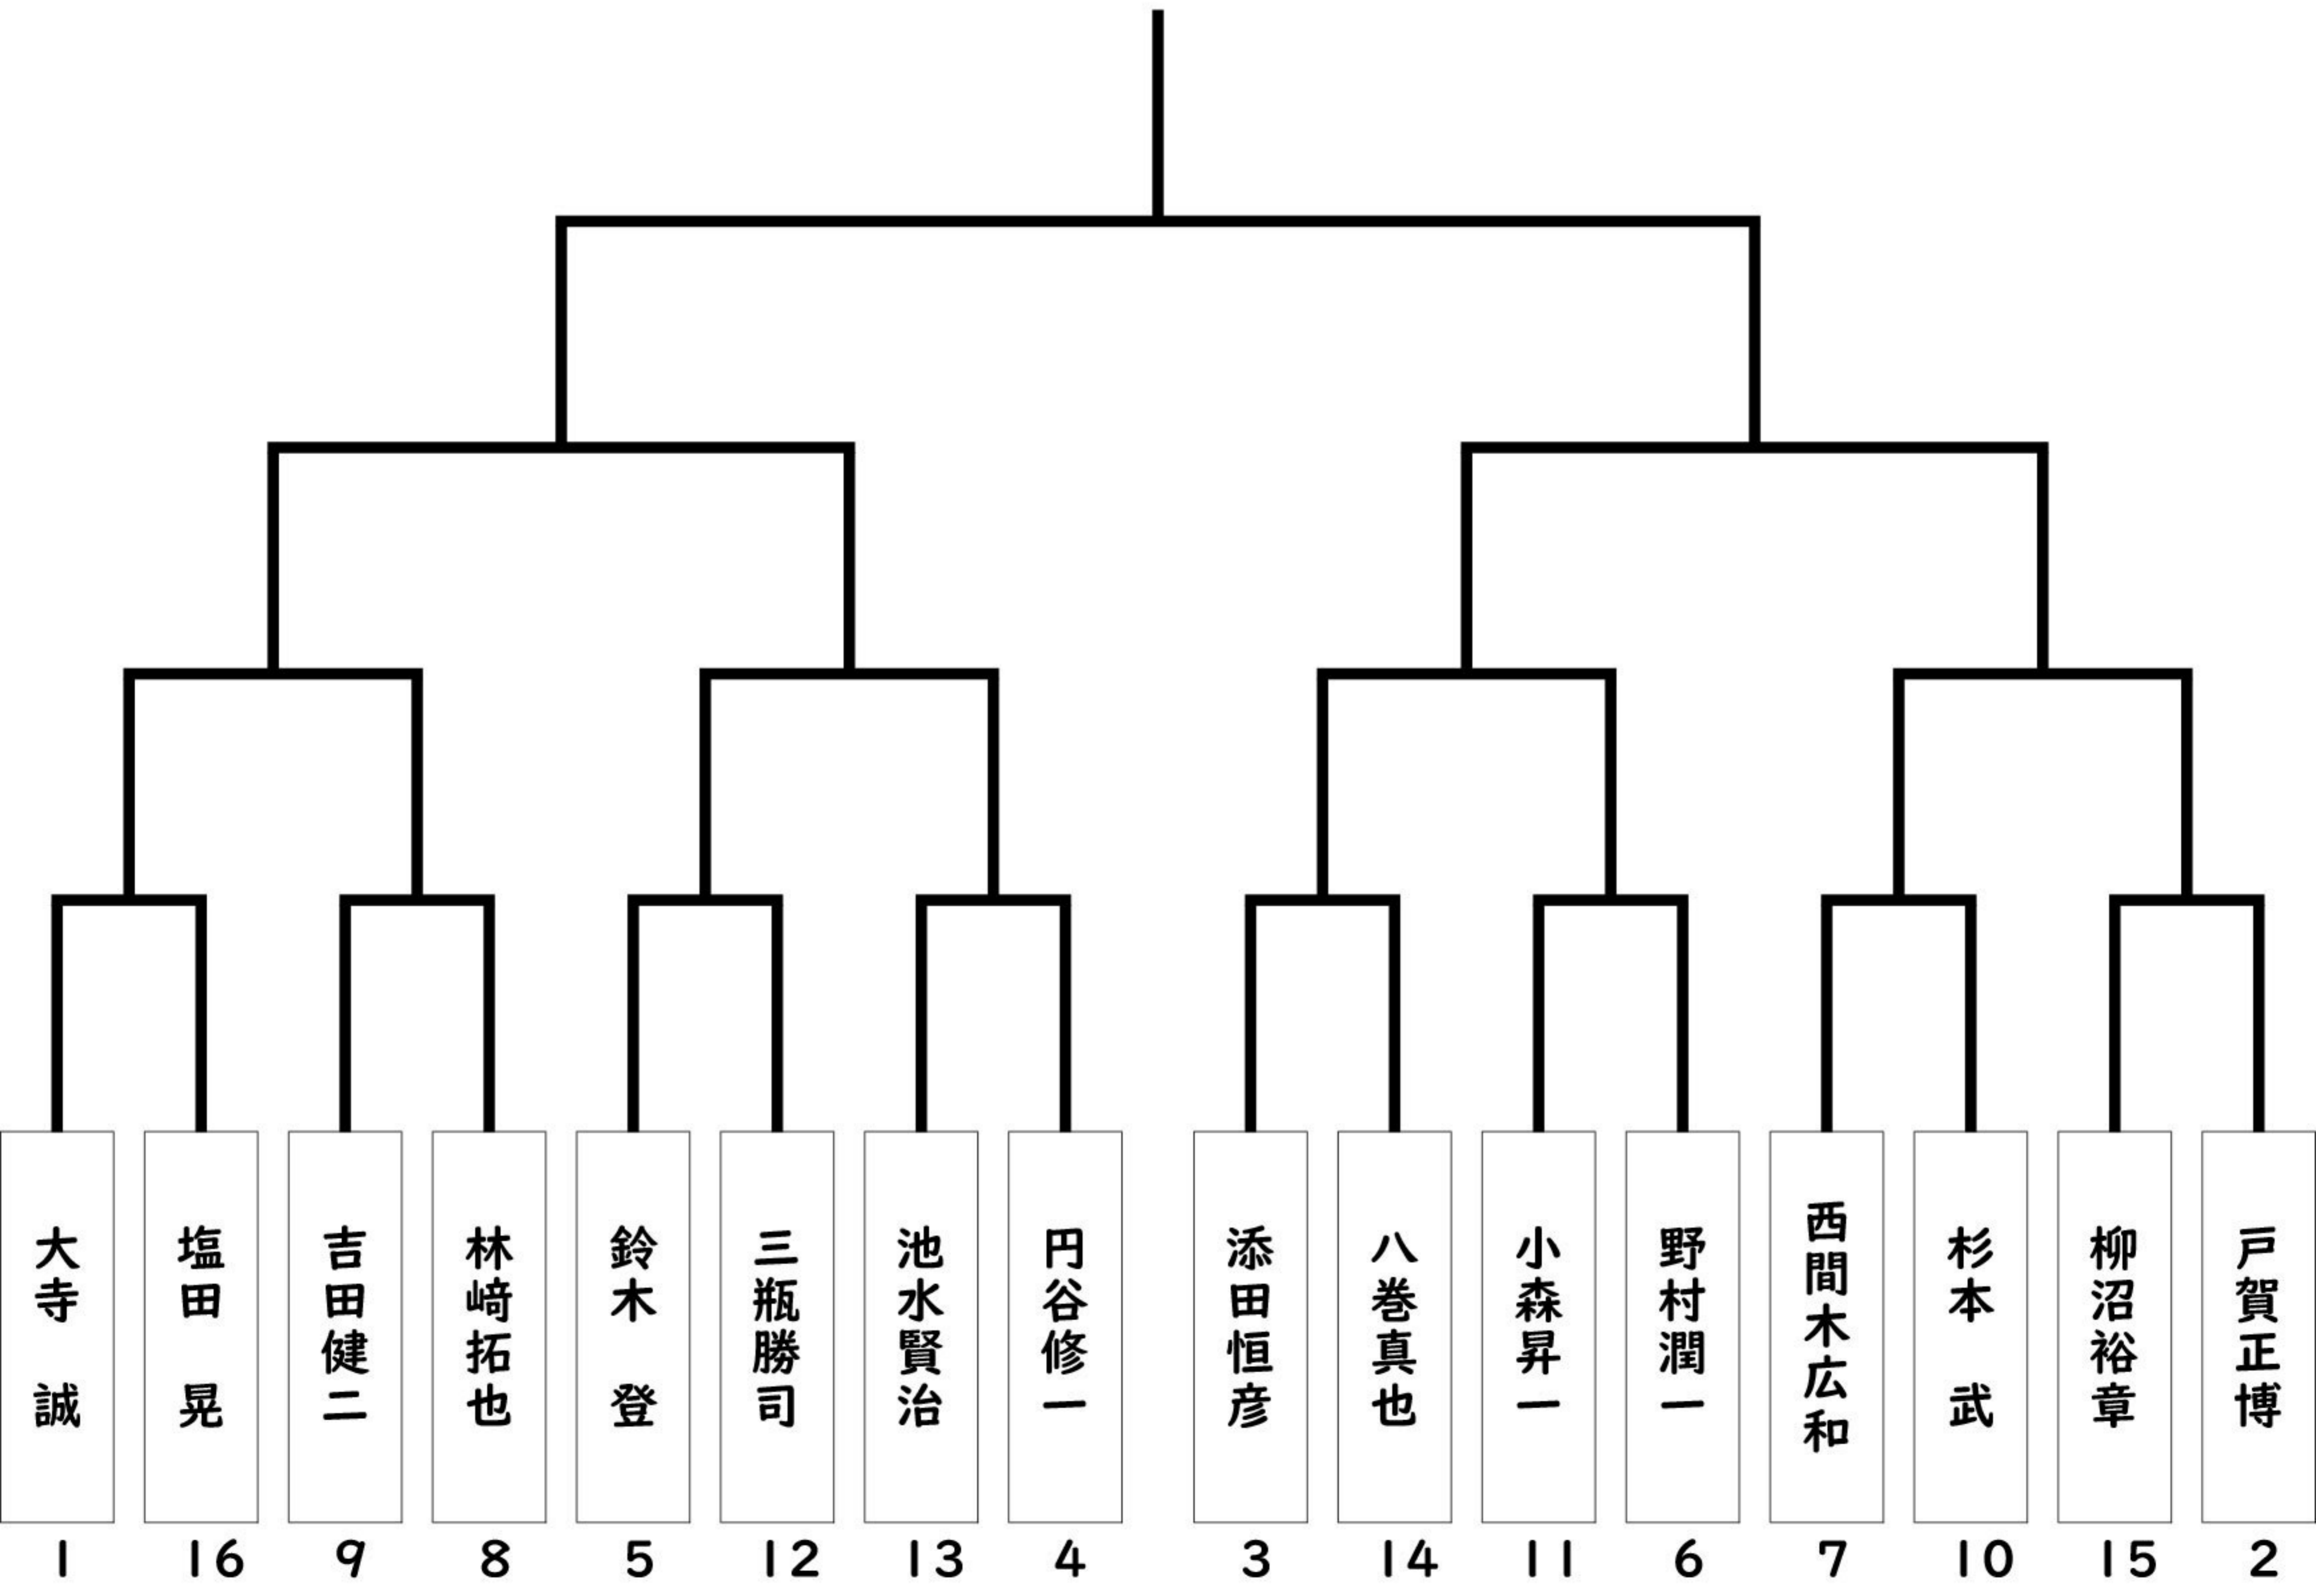 大寺 誠
塩田 晃
吉田健二
林﨑拓也
鈴木 登
三瓶勝司
池水賢治
円谷修一
添田恒彦
八巻真也
小森昇一
野村潤一
西間木広和
杉本 武
柳沼裕章
戸賀正博
1 16 9 8 5 12 13 4 3 14 11 6 7 10 15 2